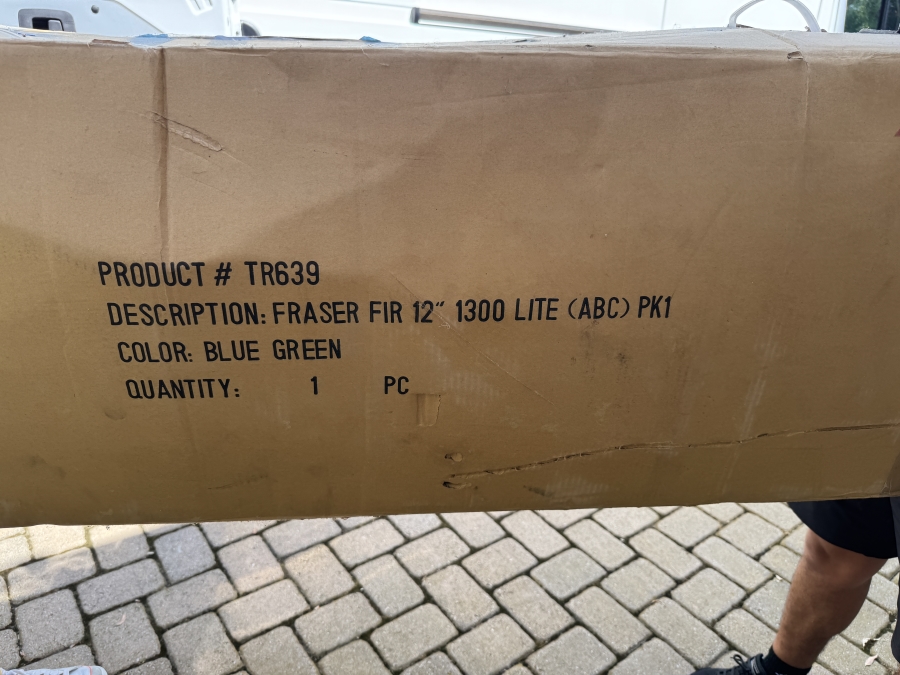 PRODUCT # TR639
DESCRIPTION: FRASER FIR 12" 1300 LITE (ABC) PK1
COLOR: BLUE GREEN
QUANTITY: 1 PC